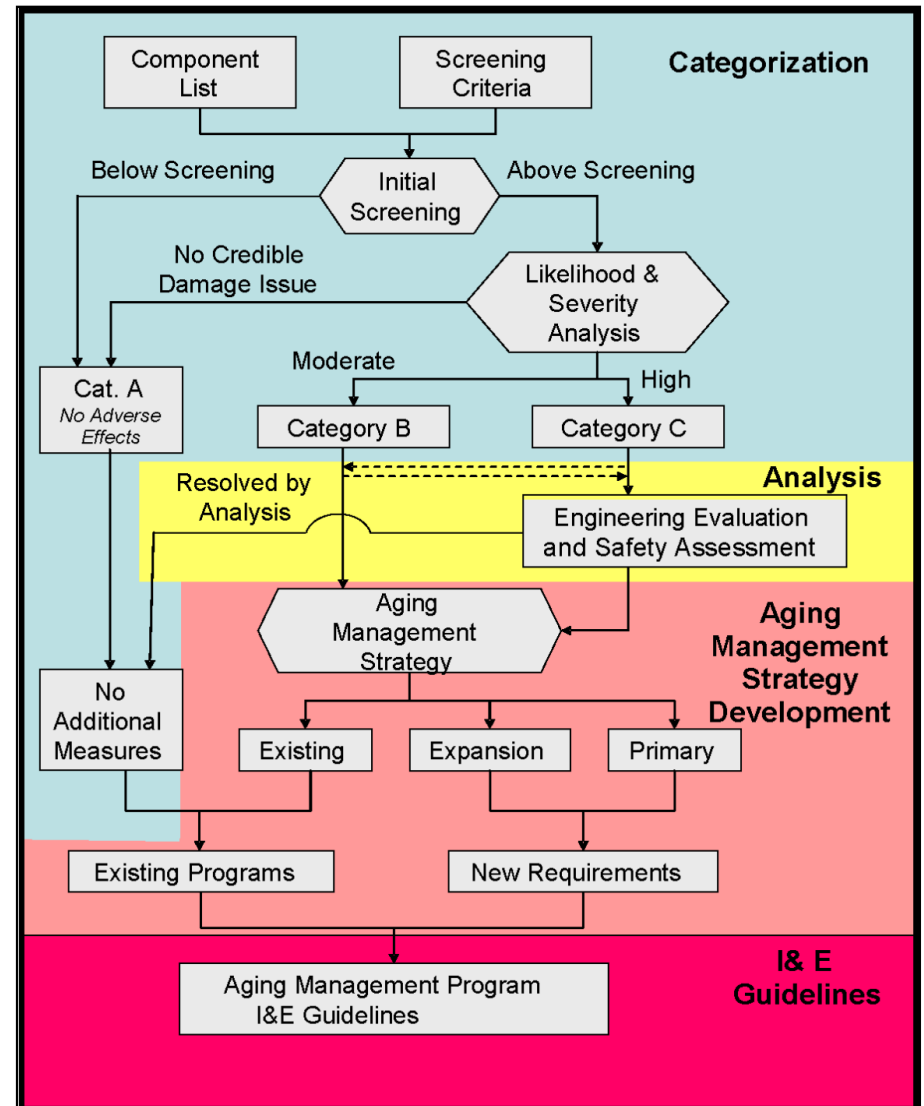 Component
List
Screening
Criteria
Categorization
Below Screening
Initial
Screening
Above Screening
No Credible
Damage Issue
Likelihood &
Severity
Analysis
Moderate
High
Cat. A
No Adverse
Effects
Category B
Category C
Analysis
Resolved by
Analysis
Engineering Evaluation
and Safety Assessment
Aging
Management
Strategy
Aging
Management
Strategy
Development
No
Additional
Measures
Existing
Expansion
Primary
Existing Programs
New Requirements
I& E
Guidelines
Aging Management Program
I&E Guidelines